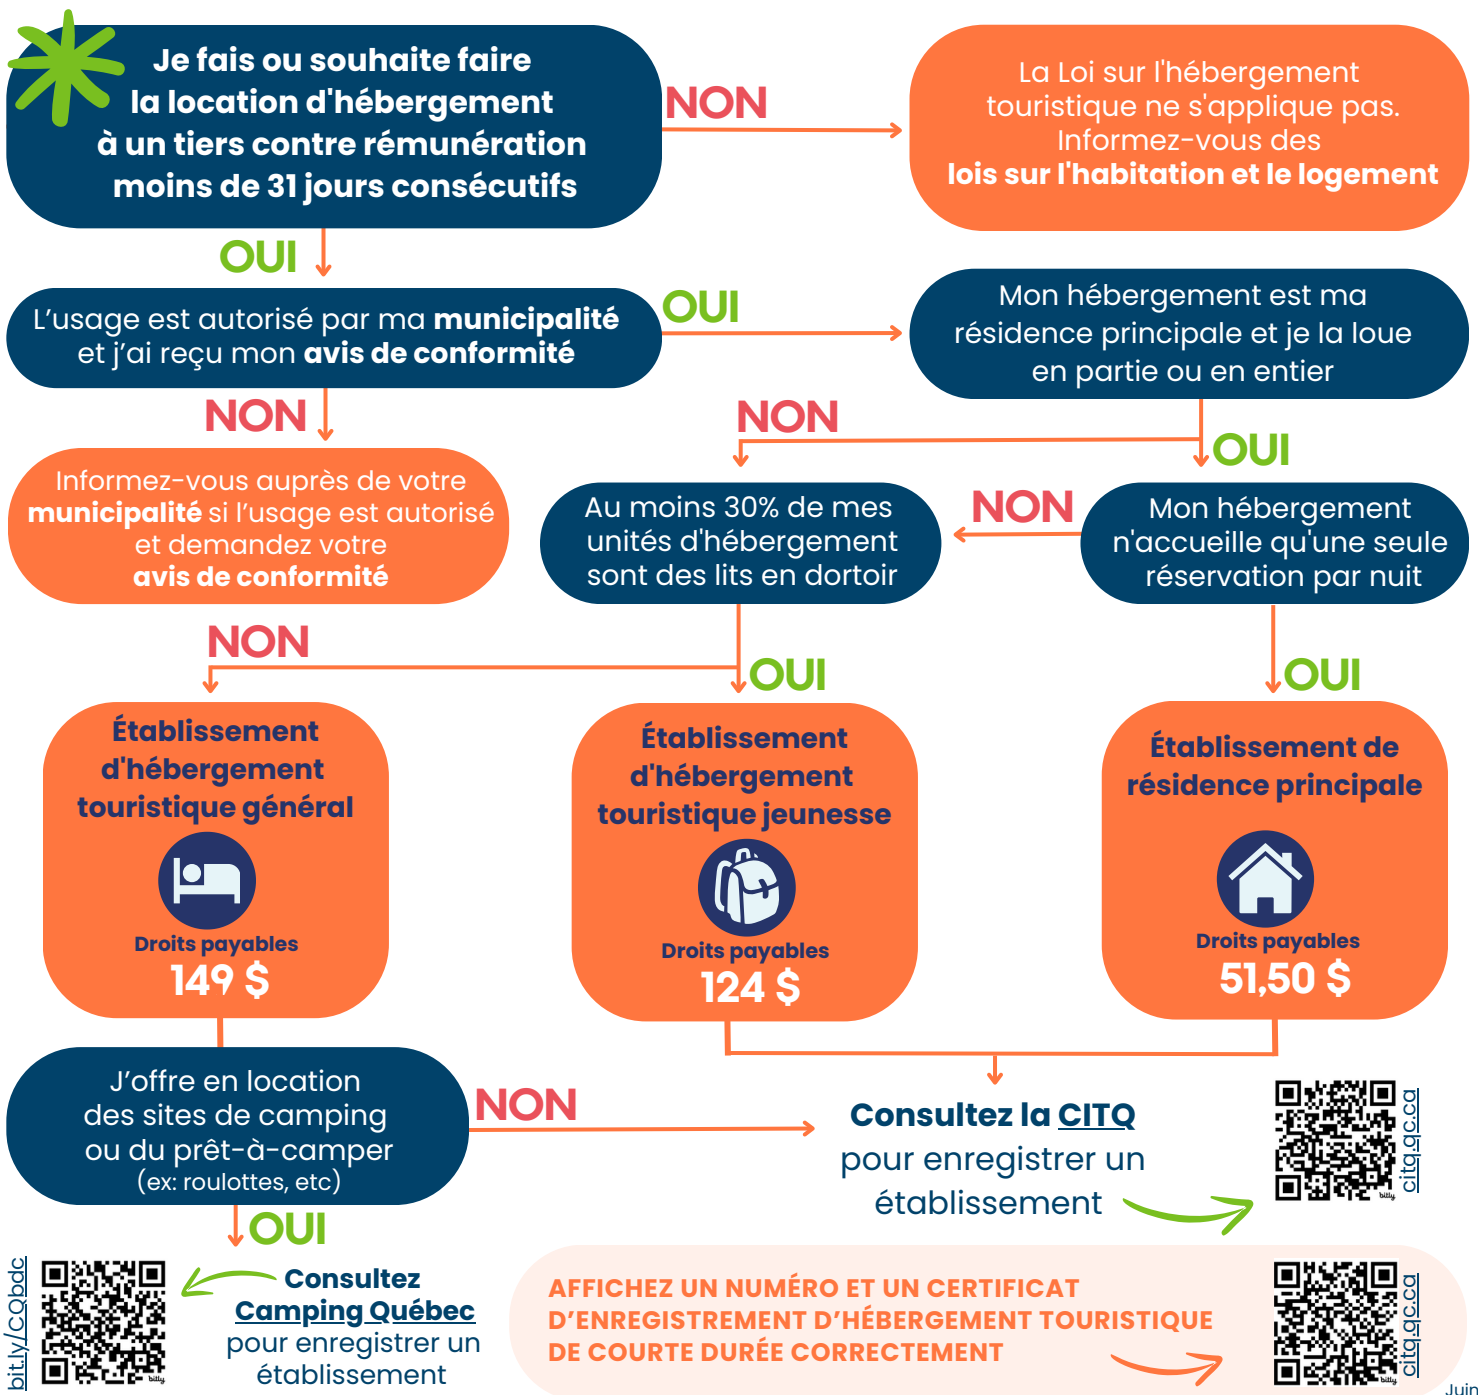 Je fais ou souhaite faire
la location d'hébergement
à un tiers contre rémunération
moins de 31 jours consécutifs
NON
La Loi sur l'hébergement
touristique ne s'applique pas.
Informez-vous des
lois sur l'habitation et le logement
OUI
L'usage est autorisé par ma municipalité
et j'ai reçu mon avis de conformité
OUI
Mon hébergement est ma
résidence principale et je la loue
en partie ou en entier
NON
Informez-vous auprès de votre
municipalité si l'usage est autorisé
et demandez votre
avis de conformité
NON
OUI
Au moins 30% de mes
unités d'hébergement
sont des lits en dortoir
NON
Mon hébergement
n'accueille qu'une seule
réservation par nuit
NON
OUI
OUI
Établissement
d'hébergement
touristique général
Droits payables
149 $
Établissement
d'hébergement
touristique jeunesse
Droits payables
124 $
Établissement de
résidence principale
Droits payables
51,50 $
J'offre en location
des sites de camping
ou du prêt-à-camper
(ex: roulottes, etc)
NON
Consultez la CITQ
pour enregistrer un
établissement
bitly
citq.qc.ca
OUI
bit.ly/CQbdc
bitly
Consultez
Camping Québec
pour enregistrer un
établissement
AFFICHEZ UN NUMÉRO ET UN CERTIFICAT
D'ENREGISTREMENT D'HÉBERGEMENT TOURISTIQUE
DE COURTE DURÉE CORRECTEMENT
bitly
citq.qc.ca
Juin